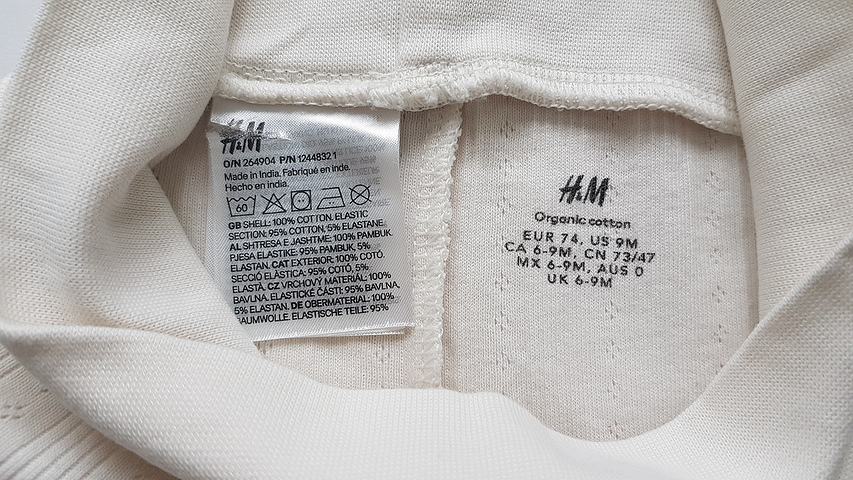 H&M
O/N 264904 P/N 12448321
Made in India. Fabriqué en Inde.
Hecho en india.
60
GB SHELL: 100% COTTON. ELASTIC
SECTION: 95% COTTON, 5% ELASTANE.
AL SHTRESA E JASHTME: 100% PAMBUK.
PJESA ELASTIKE: 95% PAMBUK, 5%
ELASTAN. CAT EXTERIOR: 100% COTÓ.
SECCIÓ ELÀSTICA: 95% COTÓ, 5%
ELASTÀ. CZ VRCHOVÝ MATERIÁL: 100%
BAVLNA. ELASTICKÉ ČÁSTI: 95% BAVLNA,
5% ELASTAN. DE OBERMATERIAL: 100%
BAUMWOLLE. ELASTISCHE TEILE: 95%
H&M
Organic cotton
EUR 74, US 9M
CA 6-9M, CN 73/47
MX 6-9M, AUS 0
UK 6-9M